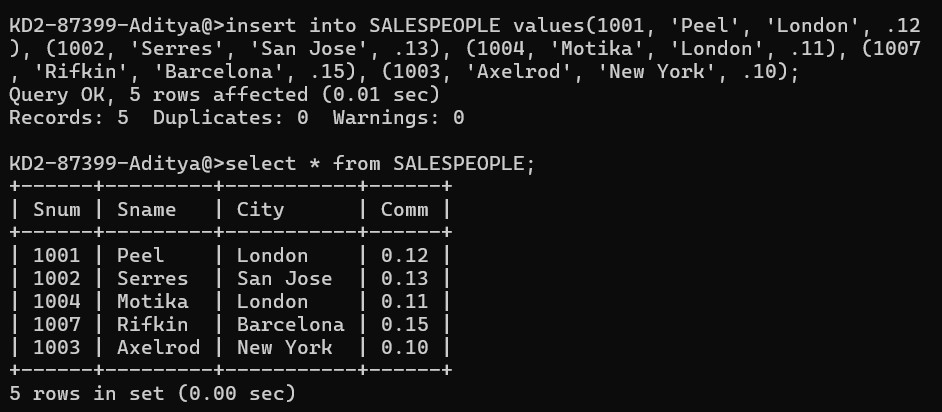 KD2-87399-Aditya@>insert into SALESPEOPLE values(1001, 'Peel', 'London', .12
), (1002, 'Serres', 'San Jose', .13), (1004, 'Motika', 'London', .11), (1007
, 'Rifkin', 'Barcelona', .15), (1003, 'Axelrod', 'New York', .10);
Query OK, 5 rows affected (0.01 sec)
Records: 5  Duplicates: 0  Warnings: 0

KD2-87399-Aditya@>select * from SALESPEOPLE;
+------+---------+-----------+------+
| Snum | Sname   | City      | Comm |
+------+---------+-----------+------+
| 1001 | Peel    | London    | 0.12 |
| 1002 | Serres  | San Jose  | 0.13 |
| 1004 | Motika  | London    | 0.11 |
| 1007 | Rifkin  | Barcelona | 0.15 |
| 1003 | Axelrod | New York  | 0.10 |
+------+---------+-----------+------+
5 rows in set (0.00 sec)